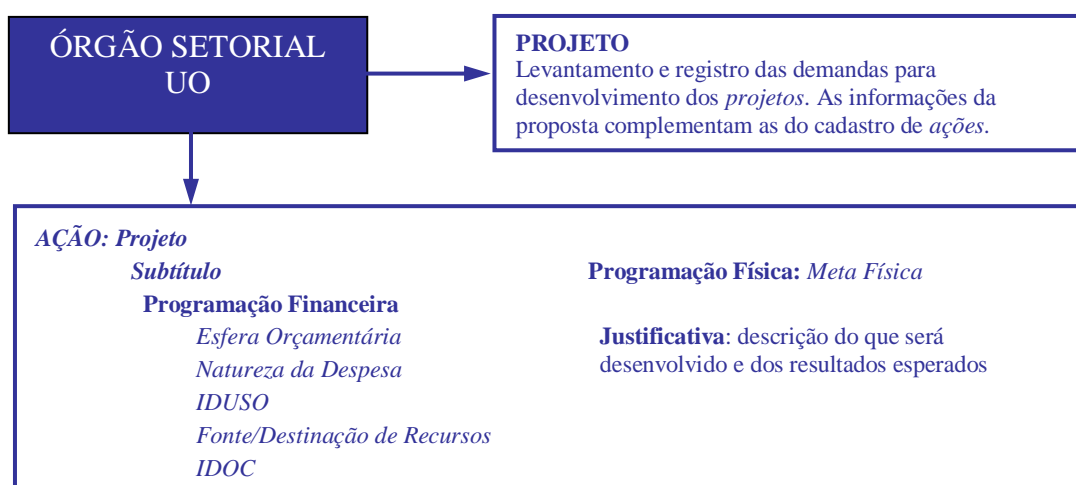 ÓRGÃO SETORIAL
UO
PROJETO
Levantamento e registro das demandas para
desenvolvimento dos projetos. As informações da
proposta complementam as do cadastro de ações.
AÇÃO: Projeto
Subtítulo
Programação Financeira
Esfera Orçamentária
Natureza da Despesa
IDUSO
Fonte/Destinação de Recursos
IDOC
Programação Física: Meta Física
Justificativa: descrição do que será
desenvolvido e dos resultados esperados